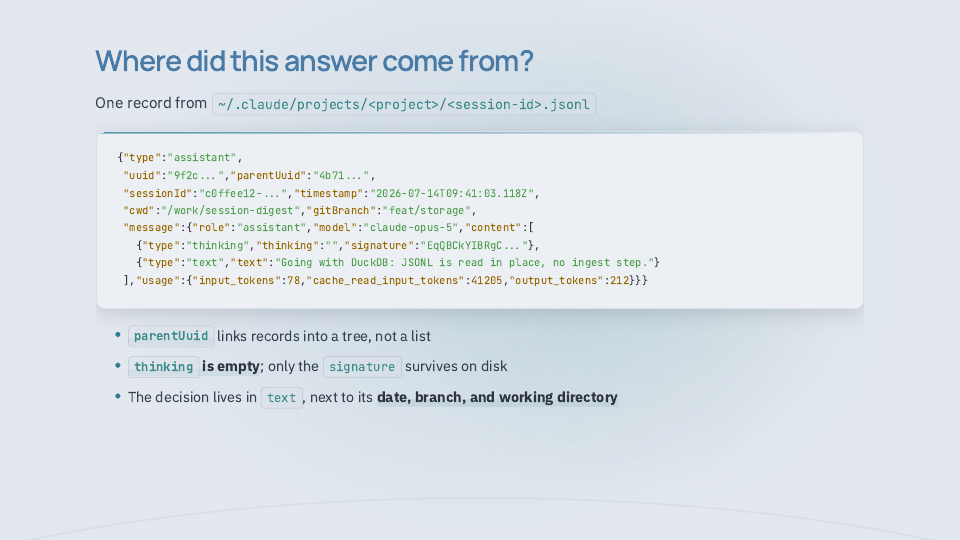 Where did this answer come from?
One record from ~/.claude/projects/<project>/<session-id>.jsonl
{"type":"assistant",
"uuid":"9f2c...","parentUuid":"4b71...",
"sessionId":"c0ffee12-...","timestamp":"2026-07-14T09:41:03.118Z",
"cwd":"/work/session-digest","gitBranch":"feat/storage",
"message":{"role":"assistant","model":"claude-opus-5","content":[
{"type":"thinking","thinking":"","signature":"EqQBCkYIBRgC..."},
{"type":"text","text":"Going with DuckDB: JSONL is read in place, no ingest step."}
],"usage":{"input_tokens":78,"cache_read_input_tokens":41205,"output_tokens":212}}}
• parentUuid links records into a tree, not a list
• thinking is empty; only the signature survives on disk
• The decision lives in text, next to its date, branch, and working directory